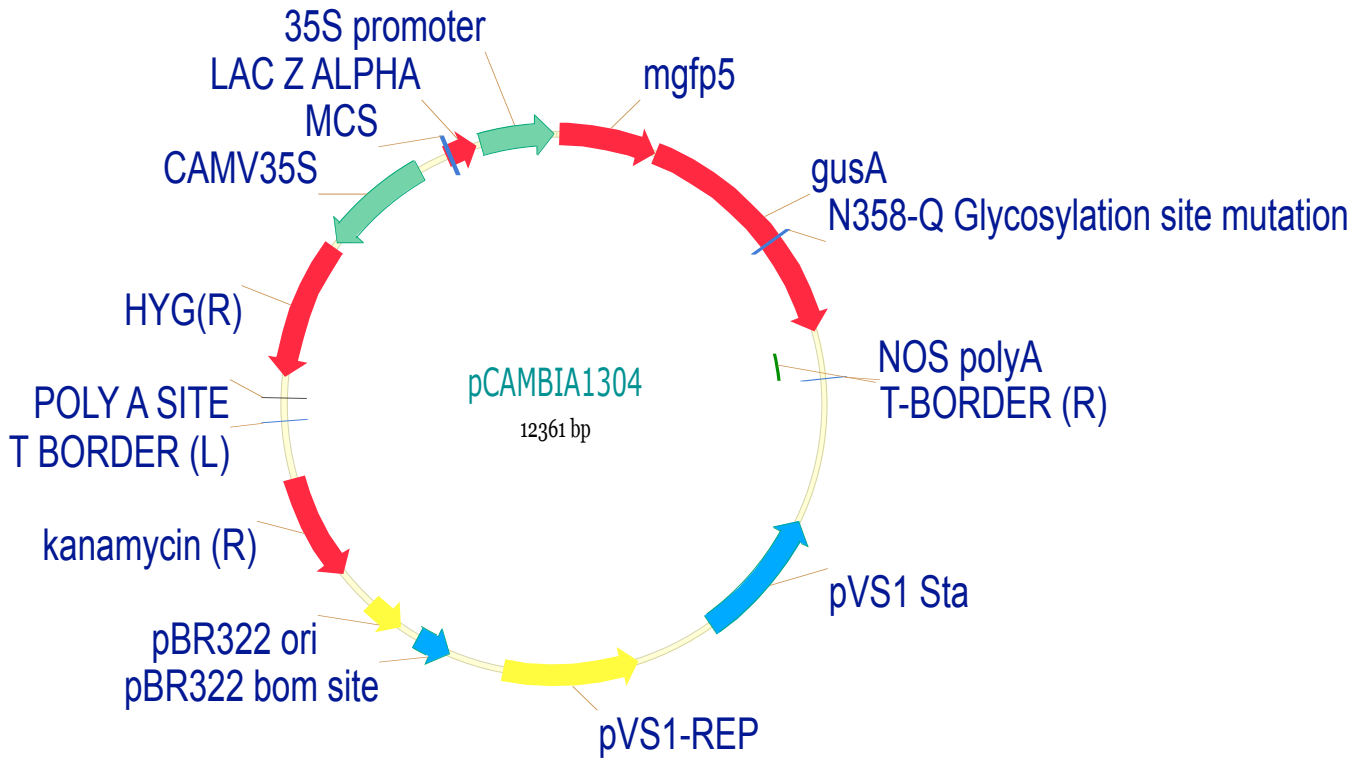 35S promoter
LAC Z ALPHA
mgfp5
MCS
CAMV35S
gusA
N358-Q Glycosylation site mutation
HYG(R)
NOS polyA
pCAMBIA1304
POLY A SITE
T-BORDER (R)
12361 bp
T BORDER (L)
kanamycin (R)
pVS1 Sta
pBR322 ori
pBR322 bom site
pVS1-REP